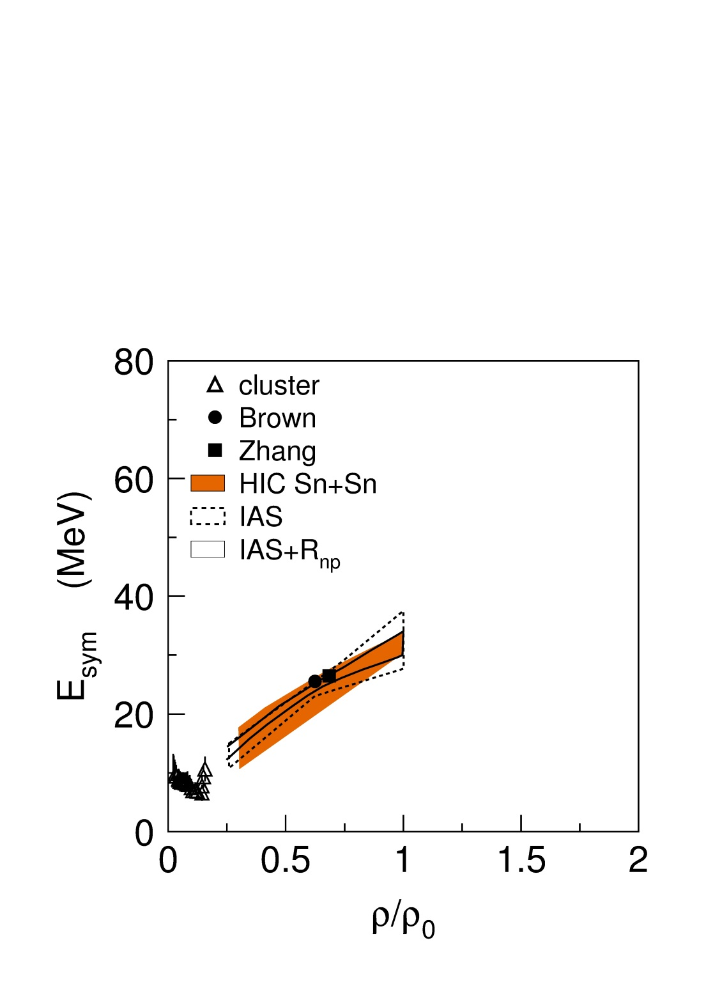 80
60
40
20
0
E_sym (MeV)
cluster
Brown
Zhang
HIC Sn+Sn
IAS
IAS+R_np
0 0.5 1 1.5 2
ρ/ρ_0